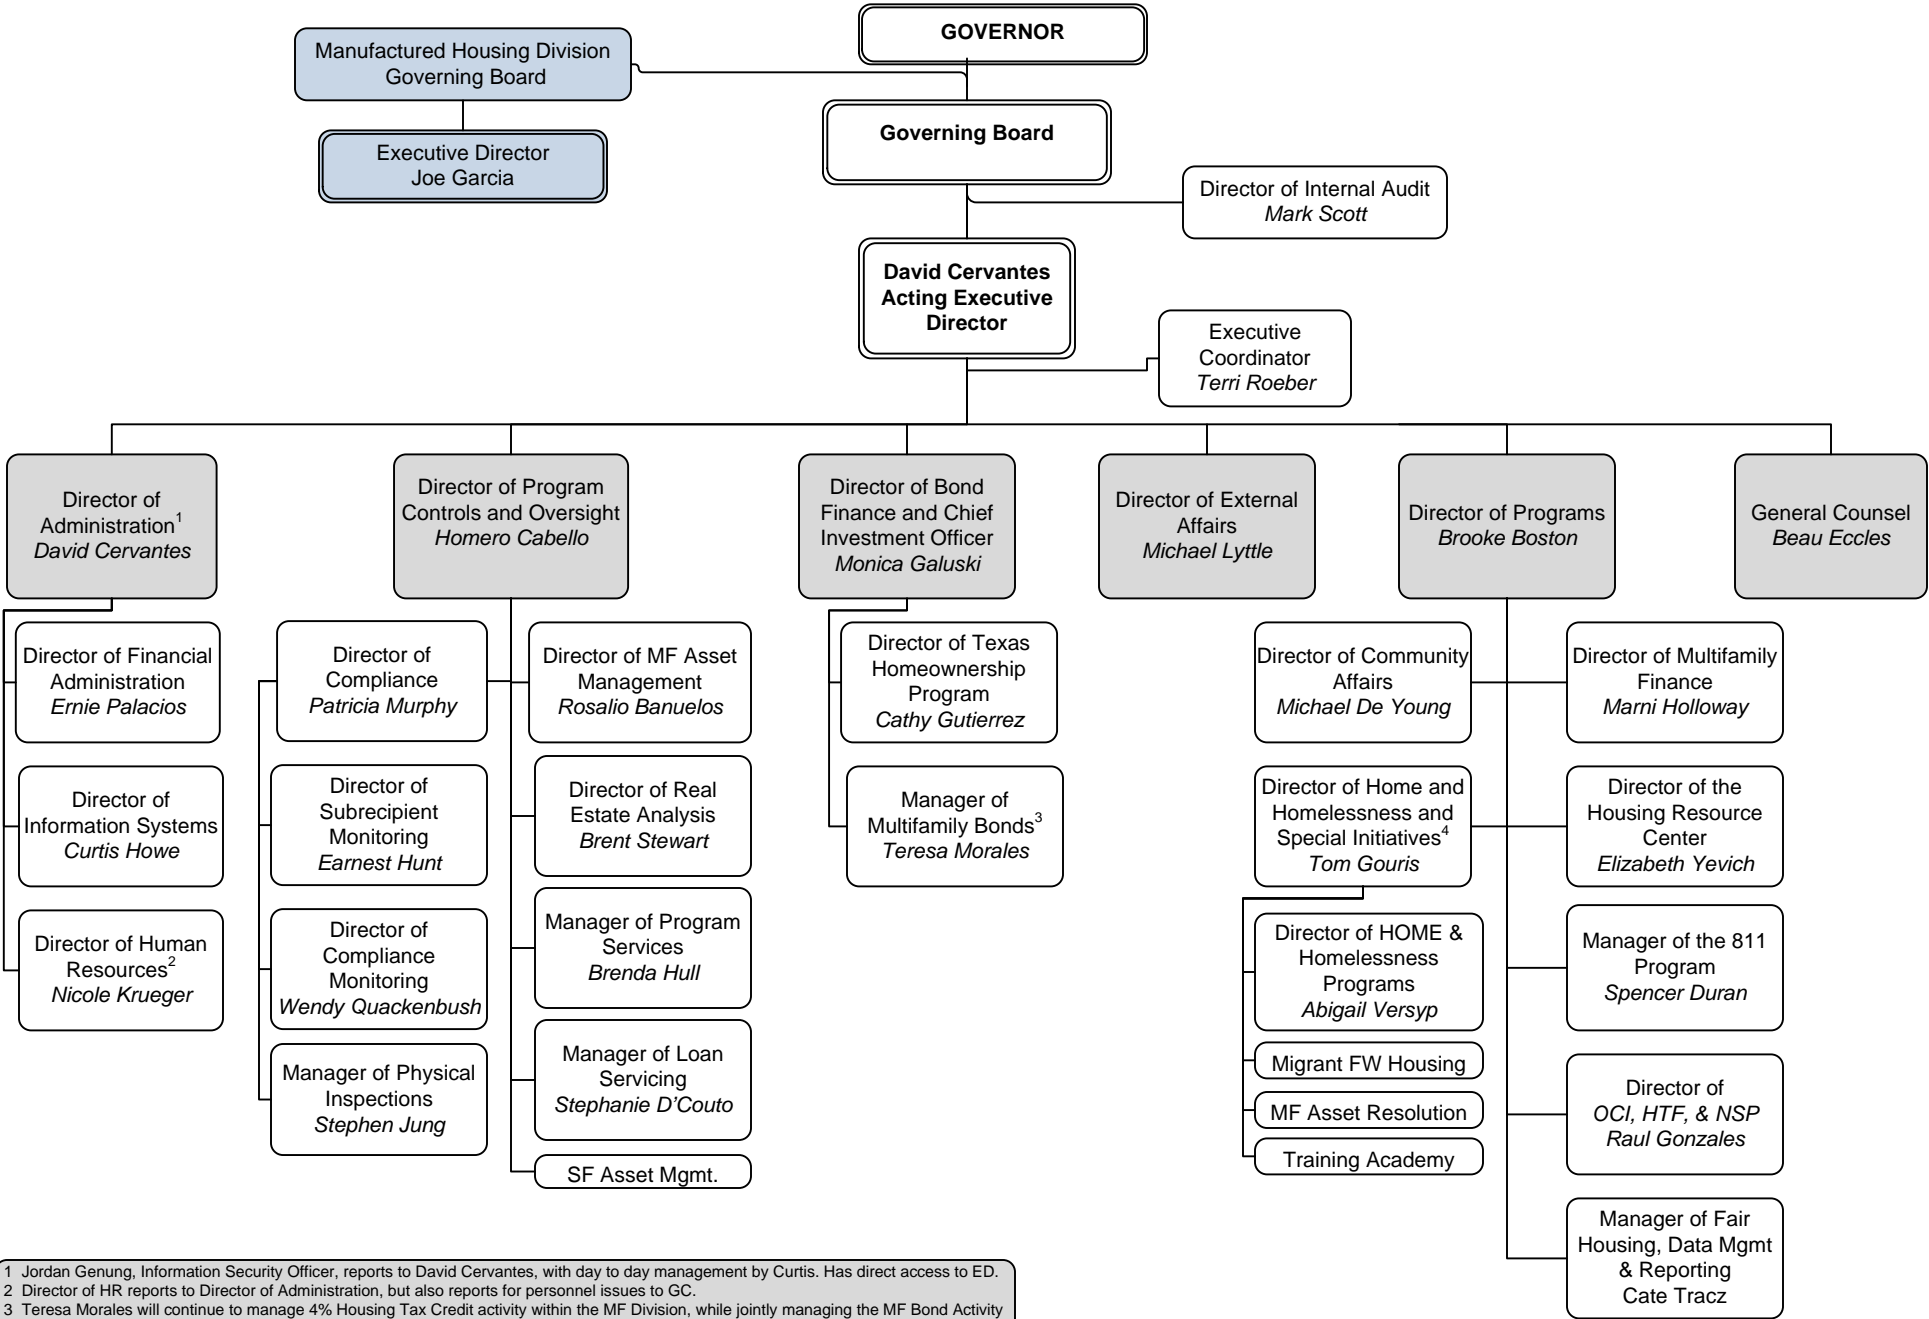 GOVERNOR
Manufactured Housing Division
Governing Board
Executive Director
Joe Garcia
Governing Board
Director of Internal Audit
Mark Scott
David Cervantes
Acting Executive
Director
Executive
Coordinator
Terri Roeber
Director of
Administration1
David Cervantes
Director of Program
Controls and Oversight
Homero Cabello
Director of Bond
Finance and Chief
Investment Officer
Monica Galuski
Director of External
Affairs
Michael Lyttle
Director of Programs
Brooke Boston
General Counsel
Beau Eccles
Director of Financial
Administration
Ernie Palacios
Director of
Information Systems
Curtis Howe
Director of Human
Resources2
Nicole Krueger
Director of
Compliance
Patricia Murphy
Director of
Subrecipient
Monitoring
Earnest Hunt
Director of
Compliance
Monitoring
Wendy Quackenbush
Manager of Physical
Inspections
Stephen Jung
Director of MF Asset
Management
Rosalio Banuelos
Director of Real
Estate Analysis
Brent Stewart
Manager of Program
Services
Brenda Hull
Manager of Loan
Servicing
Stephanie D'Couto
SF Asset Mgmt.
Director of Texas
Homeownership
Program
Cathy Gutierrez
Manager of
Multifamily Bonds3
Teresa Morales
Director of Community
Affairs
Michael De Young
Director of Home and
Homelessness and
Special Initiatives4
Tom Gouris
Director of HOME &
Homelessness
Programs
Abigail Versyp
Migrant FW Housing
MF Asset Resolution
Training Academy
Director of Multifamily
Finance
Marni Holloway
Director of the
Housing Resource
Center
Elizabeth Yevich
Manager of the 811
Program
Spencer Duran
Director of
OCI, HTF, & NSP
Raul Gonzales
Manager of Fair
Housing, Data Mgmt
& Reporting
Cate Tracz
1 Jordan Genung, Information Security Officer, reports to David Cervantes, with day to day management by Curtis. Has direct access to ED.
2 Director of HR reports to Director of Administration, but also reports for personnel issues to GC.
3 Teresa Morales will continue to manage 4% Housing Tax Credit activity within the MF Division, while jointly managing the MF Bond Activity